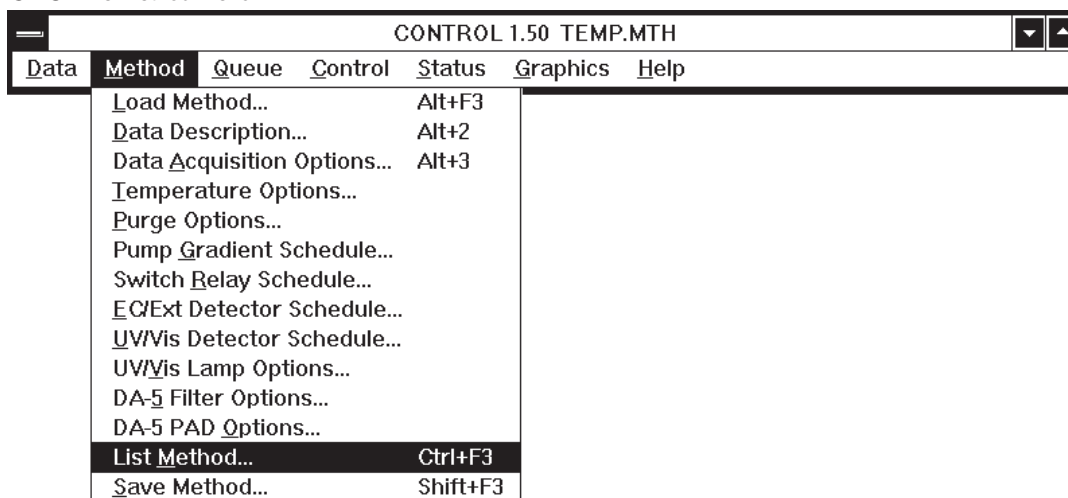 CONTROL 1.50 TEMP.MTH
Data Method Queue Control Status Graphics Help
Load Method... Alt+F3
Data Description... Alt+2
Data Acquisition Options... Alt+3
Temperature Options...
Purge Options...
Pump Gradient Schedule...
Switch Relay Schedule...
EC/Ext Detector Schedule...
UV/Vis Detector Schedule...
UV/Vis Lamp Options...
DA-5 Filter Options...
DA-5 PAD Options...
List Method... Ctrl+F3
Save Method... Shift+F3